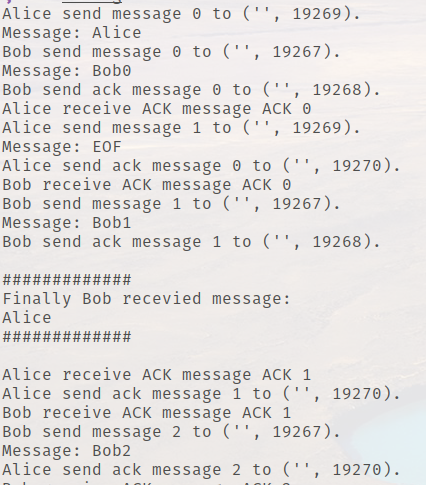 Alice send message 0 to ('', 19269).
Message: Alice
Bob send message 0 to ('', 19267).
Message: Bob0
Bob send ack message 0 to ('', 19268).
Alice receive ACK message ACK 0
Alice send message 1 to ('', 19269).
Message: EOF
Alice send ack message 0 to ('', 19270).
Bob receive ACK message ACK 0
Bob send message 1 to ('', 19267).
Message: Bob1
Bob send ack message 1 to ('', 19268).
#############
Finally Bob recevied message:
Alice
#############
Alice receive ACK message ACK 1
Alice send ack message 1 to ('', 19270).
Bob receive ACK message ACK 1
Bob send message 2 to ('', 19267).
Message: Bob2
Alice send ack message 2 to ('', 19270).